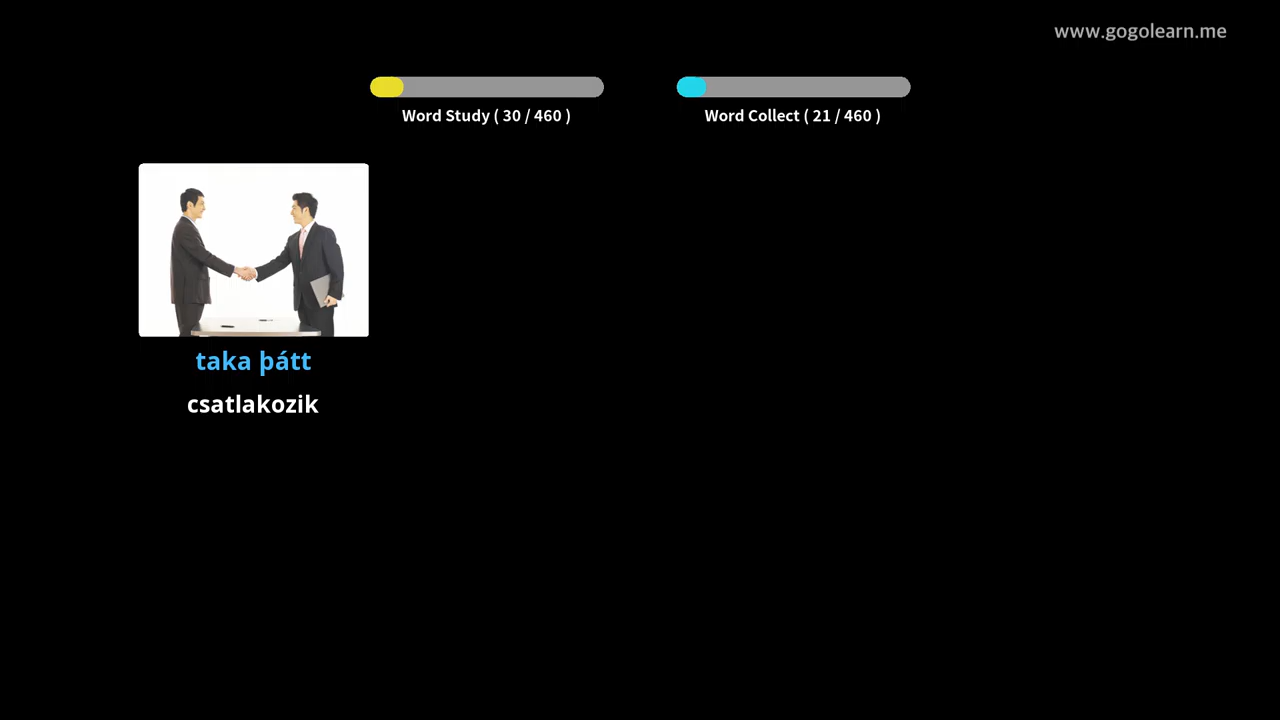 www.gogolearn.me
Word Study ( 30 / 460 )
Word Collect ( 21 / 460 )
taka þátt
csatlakozik